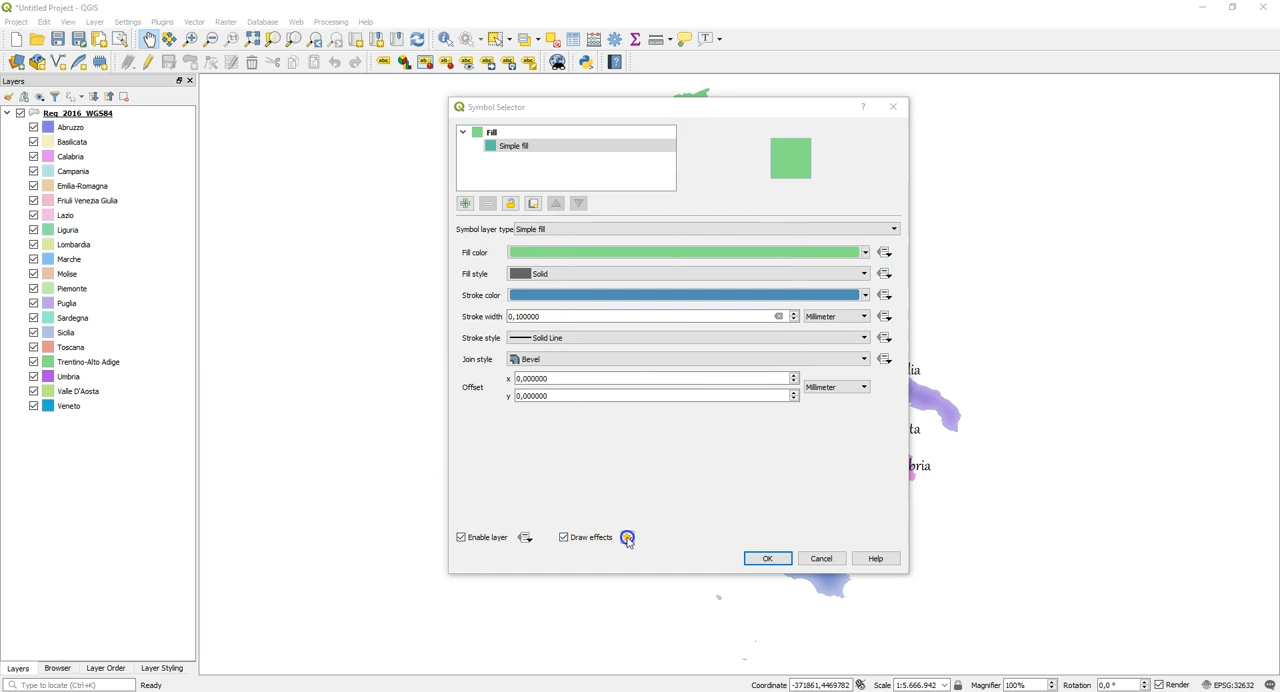 *Untitled Project - QGIS
Project Edit View Layer Settings Plugins Vector Raster Database Web Processing Help
Layers
Reg_2016_WGS84
Abruzzo
Basilicata
Calabria
Campania
Emilia-Romagna
Friuli Venezia Giulia
Lazio
Liguria
Lombardia
Marche
Molise
Piemonte
Puglia
Sardegna
Sicilia
Toscana
Trentino-Alto Adige
Umbria
Valle D'Aosta
Veneto
Symbol Selector
Fill
Simple fill
Symbol layer type Simple fill
Fill color
Fill style Solid
Stroke color
Stroke width 0,100000 Millimeter
Stroke style Solid Line
Join style Bevel
Offset x 0,000000 Millimeter
y 0,000000
Enable layer Draw effects
OK Cancel Help
lia
ta
bria
Layers Browser Layer Order Layer Styling
Type to locate (Ctrl+K) Ready Coordinate -371861,4469782 Scale 1:5.666.942 Magnifier 100% Rotation 0,0 ° Render EPSG:32632